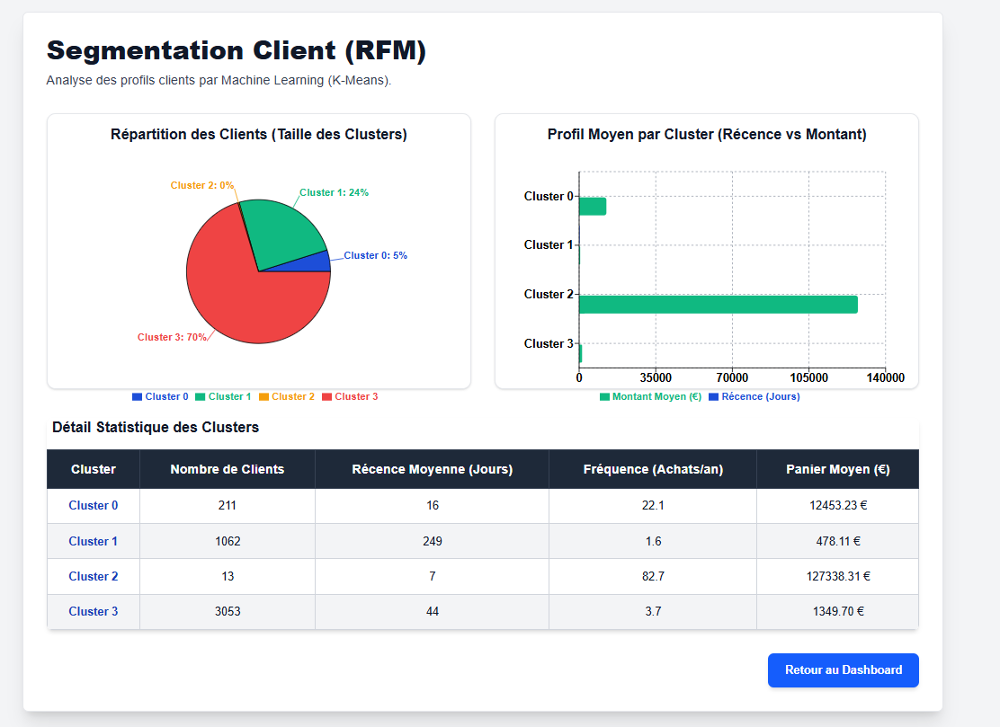 Segmentation Client (RFM)
Analyse des profils clients par Machine Learning (K-Means).
Répartition des Clients (Taille des Clusters)
Cluster 2: 0%
Cluster 1: 24%
Cluster 0: 5%
Cluster 3: 70%
Cluster 0 Cluster 1 Cluster 2 Cluster 3
Profil Moyen par Cluster (Récence vs Montant)
Cluster 0
Cluster 1
Cluster 2
Cluster 3
0 35000 70000 105000 140000
Montant Moyen (€) Récence (Jours)
Détail Statistique des Clusters
Cluster Nombre de Clients Récence Moyenne (Jours) Fréquence (Achats/an) Panier Moyen (€)
Cluster 0 211 16 22.1 12453.23 €
Cluster 1 1062 249 1.6 478.11 €
Cluster 2 13 7 82.7 127338.31 €
Cluster 3 3053 44 3.7 1349.70 €
Retour au Dashboard